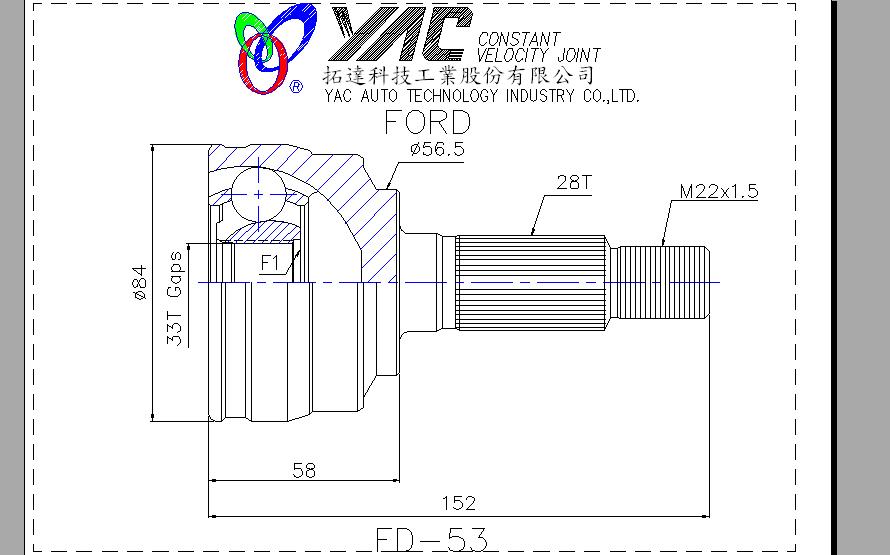 YAC
CONSTANT
VELOCITY JOINT
®
拓達科技工業股份有限公司
YAC AUTO TECHNOLOGY INDUSTRY CO.,LTD.
FORD
ø56.5
28T
M22x1.5
F1
ø84
33T Gaps
58
152
FD-53